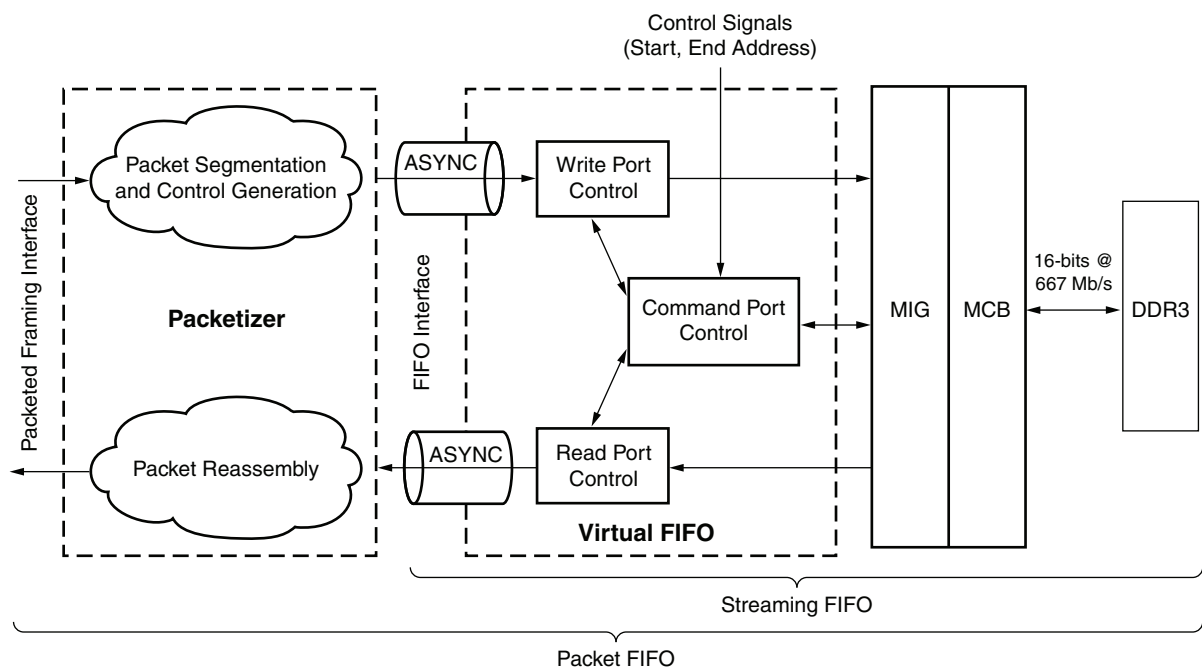 Control Signals
(Start, End Address)
Packeted Framing Interface
Packet Segmentation
and Control Generation
ASYNC
Write Port
Control
Packetizer
FIFO Interface
Command Port
Control
MIG
MCB
16-bits @
667 Mb/s
DDR3
Packet Reassembly
ASYNC
Read Port
Control
Virtual FIFO
Streaming FIFO
Packet FIFO